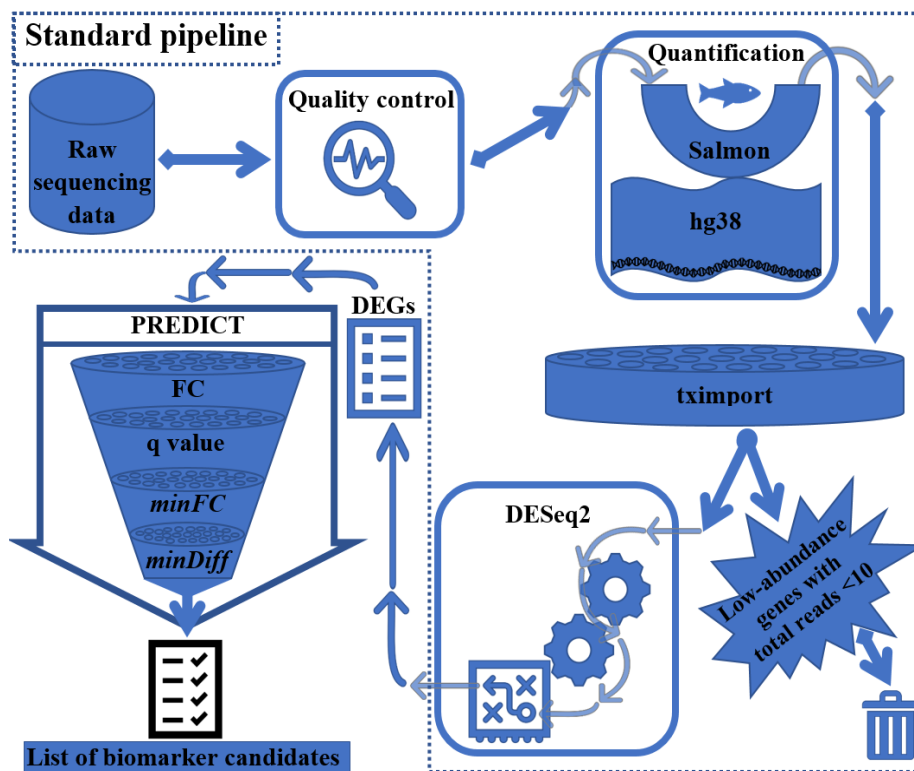 Standard pipeline
Raw
sequencing
data
Quality control
Quantification
Salmon
hg38
tximport
Low-abundance
genes with
total reads <10
DESeq2
DEGs
PREDICT
FC
q value
minFC
minDiff
List of biomarker candidates